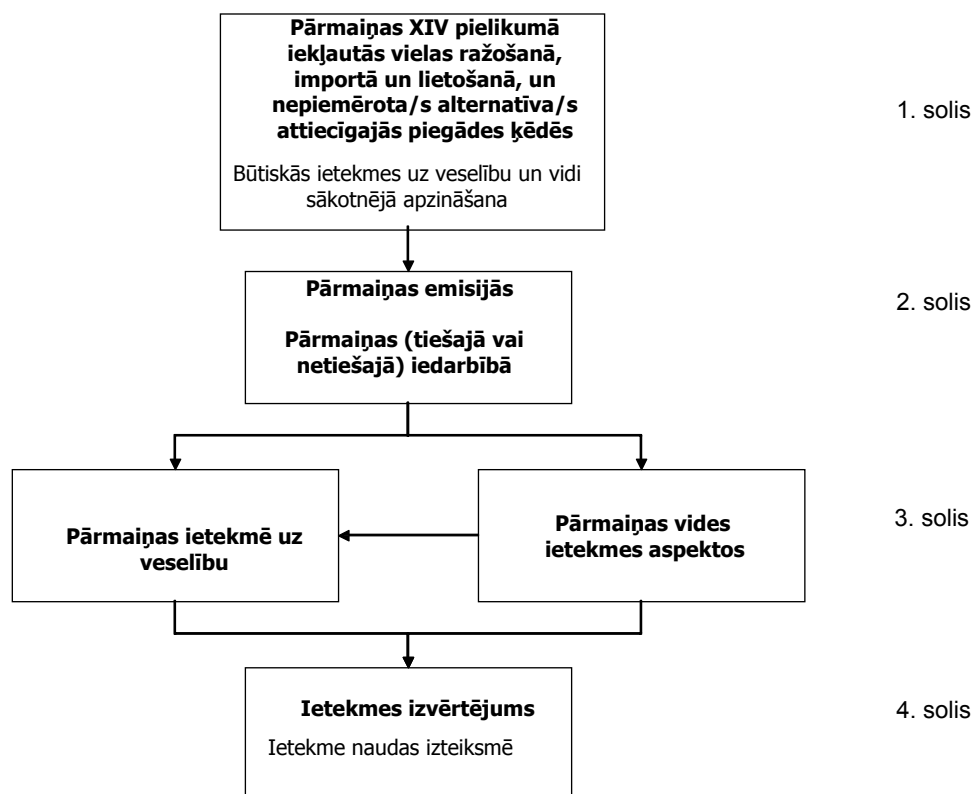 Pārmaiņas XIV pielikumā
iekļautās vielas ražošanā,
importā un lietošanā, un
nepiemērota/s alternatīva/s
attiecīgajās piegādes ķēdēs
1. solis
Būtiskās ietekmes uz veselību un vidi
sākotnējā apzināšana
Pārmaiņas emisijās
2. solis
Pārmaiņas (tiešajā vai
netiešajā) iedarbībā
Pārmaiņas ietekmē uz
veselību
Pārmaiņas vides
ietekmes aspektos
3. solis
Ietekmes izvērtējums
4. solis
Ietekme naudas izteiksmē